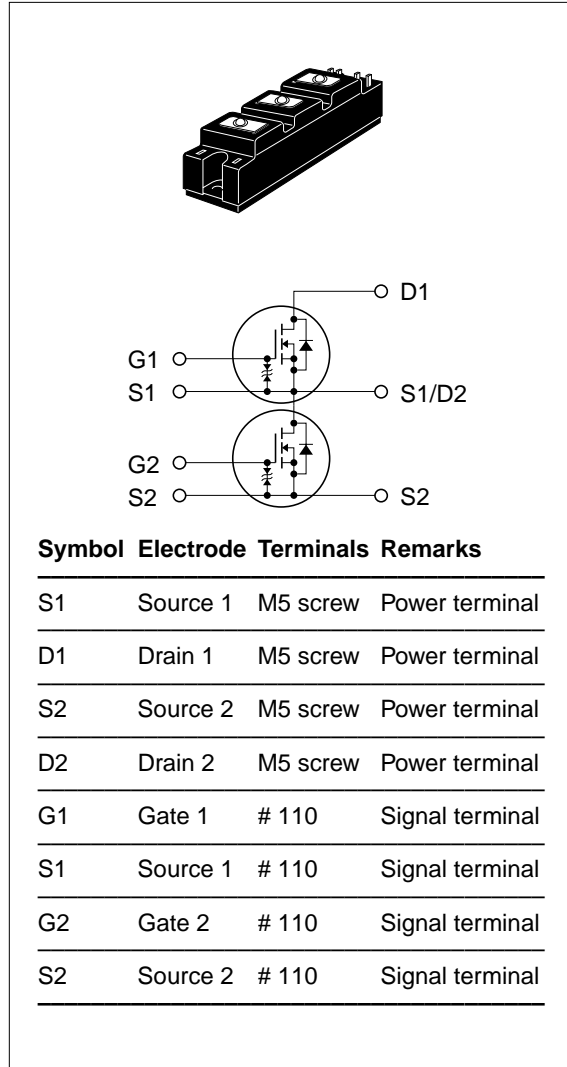 D1
G1
S1 S1/D2
G2
S2 S2
Symbol Electrode Terminals Remarks
S1 Source 1 M5 screw Power terminal
D1 Drain 1 M5 screw Power terminal
S2 Source 2 M5 screw Power terminal
D2 Drain 2 M5 screw Power terminal
G1 Gate 1 # 110 Signal terminal
S1 Source 1 # 110 Signal terminal
G2 Gate 2 # 110 Signal terminal
S2 Source 2 # 110 Signal terminal